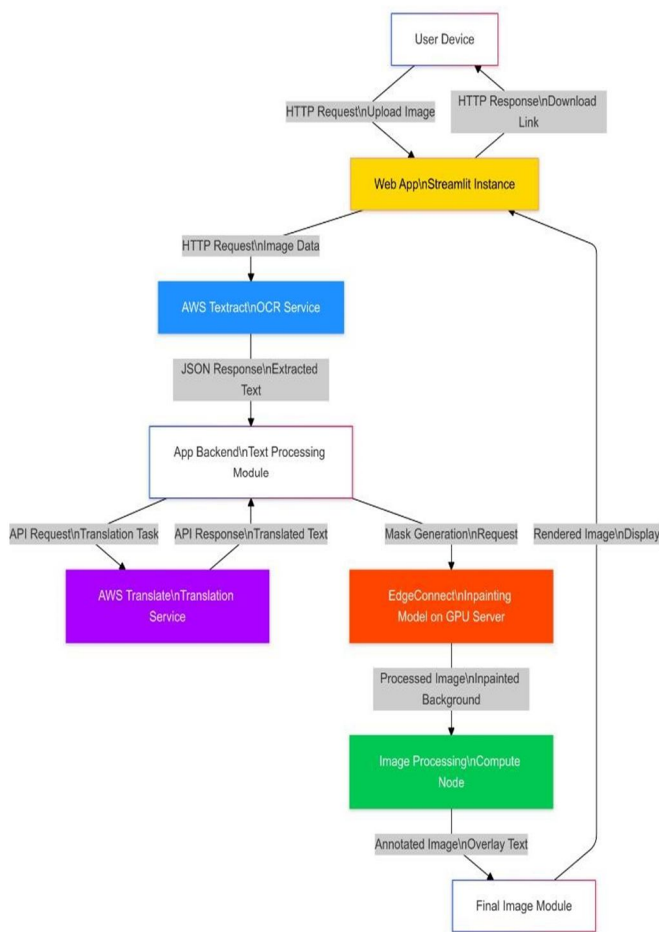 User Device
HTTP Request\nUpload Image
HTTP Response\nDownload
Link
Web App\nStreamlit Instance
HTTP Request\nImage Data
AWS Textract\nOCR Service
JSON Response\nExtracted
Text
App Backend\nText Processing
Module
API Request\nTranslation Task
API Response\nTranslated Text
Mask Generation\nRequest
Rendered Image\nDisplay
AWS Translate\nTranslation
Service
EdgeConnect\nInpainting
Model on GPU Server
Processed Image\nInpainted
Background
Image Processing\nCompute
Node
Annotated Image\nOverlay Text
Final Image Module